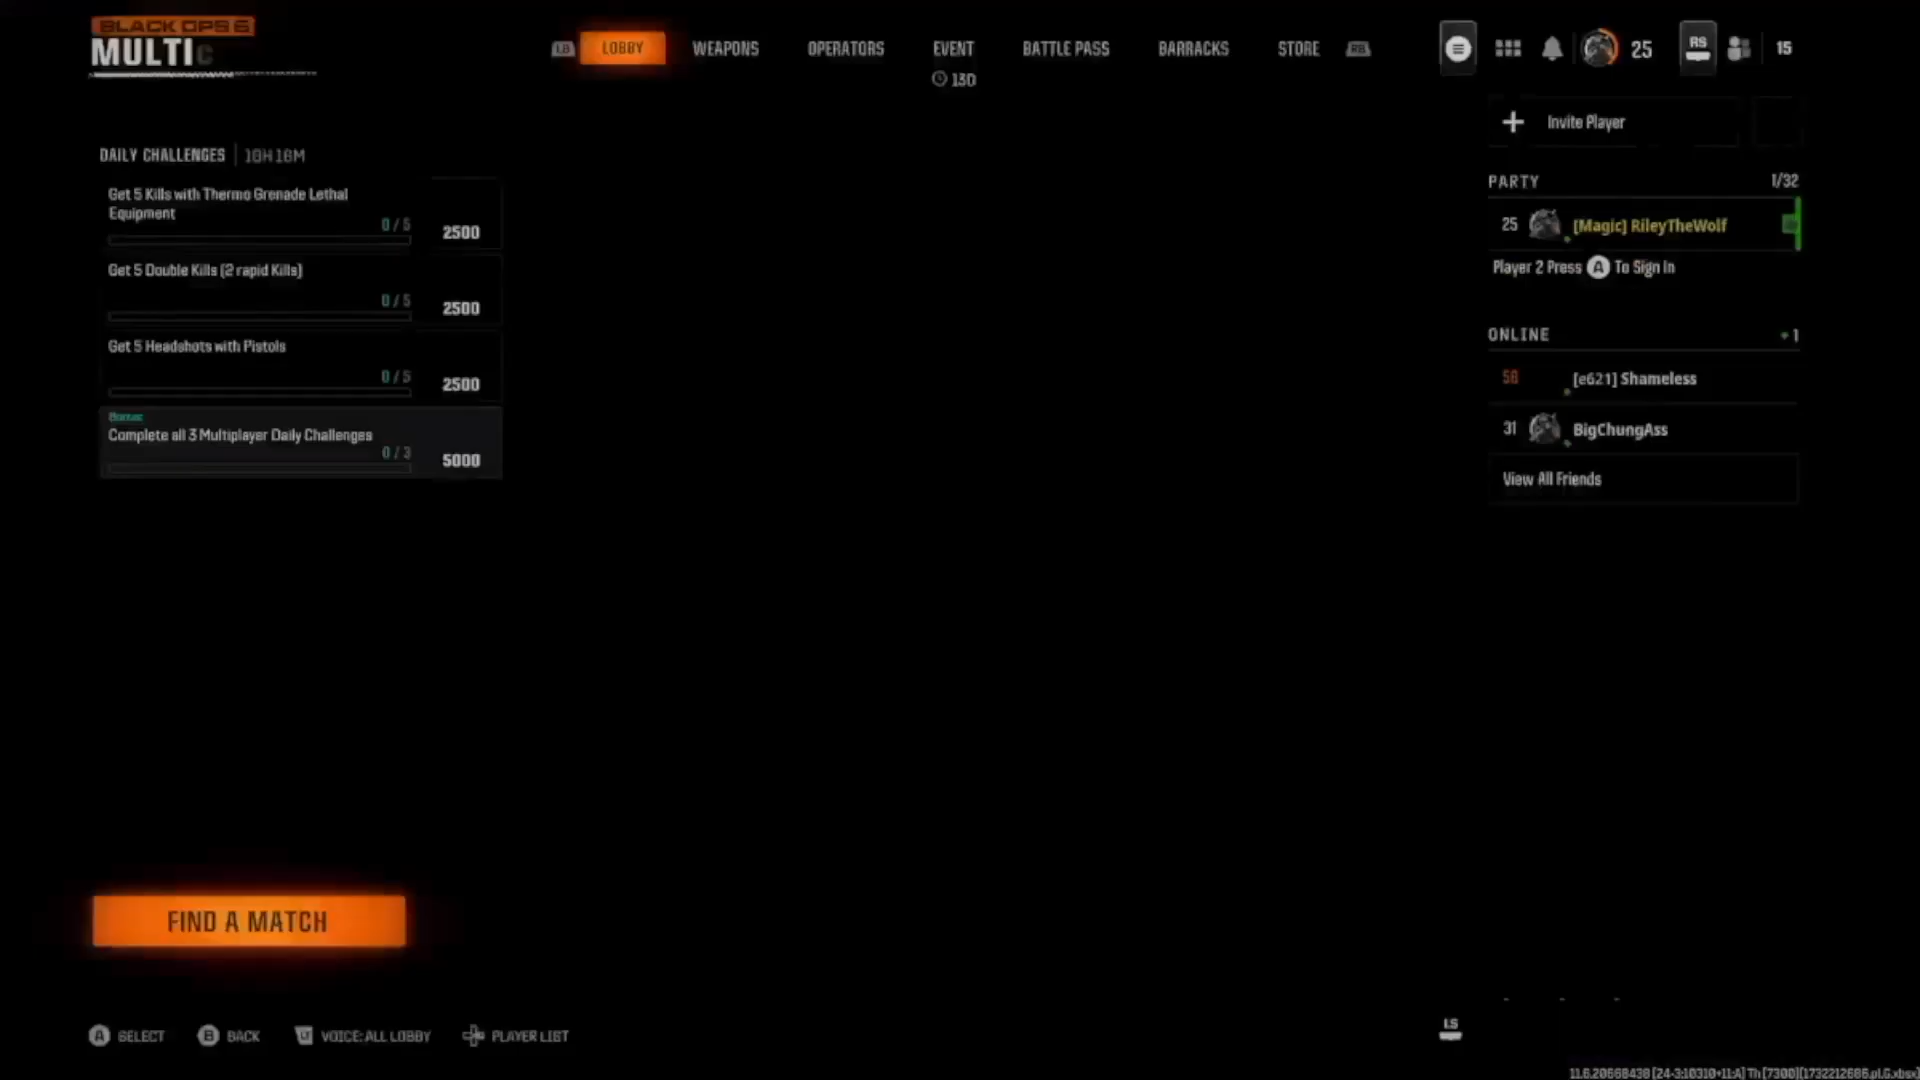 BLACK OPS 6
MULTIC
LB LOBBY WEAPONS OPERATORS EVENT BATTLE PASS BARRACKS STORE RB
13D
25 RS 15
Invite Player
DAILY CHALLENGES 10H 18M
Get 5 Kills with Thermo Grenade Lethal
Equipment
0 / 5 2500
Get 5 Double Kills (2 rapid Kills)
0 / 5 2500
Get 5 Headshots with Pistols
0 / 5 2500
Bonus
Complete all 3 Multiplayer Daily Challenges
0 / 3 5000
PARTY 1/32
25 [Magic] RileyTheWolf
Player 2 Press A To Sign In
ONLINE 1
[e621] Shameless
31 BigChungAss
View All Friends
FIND A MATCH
A SELECT B BACK VOICE: ALL LOBBY PLAYER LIST
LS